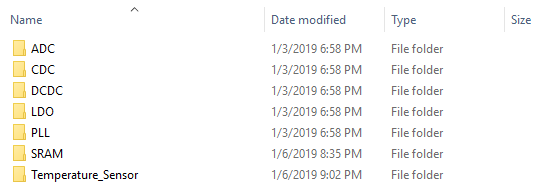 Name Date modified Type Size
ADC 1/3/2019 6:58 PM File folder
CDC 1/3/2019 6:58 PM File folder
DCDC 1/3/2019 6:58 PM File folder
LDO 1/3/2019 6:58 PM File folder
PLL 1/3/2019 6:58 PM File folder
SRAM 1/6/2019 8:35 PM File folder
Temperature_Sensor 1/6/2019 9:02 PM File folder